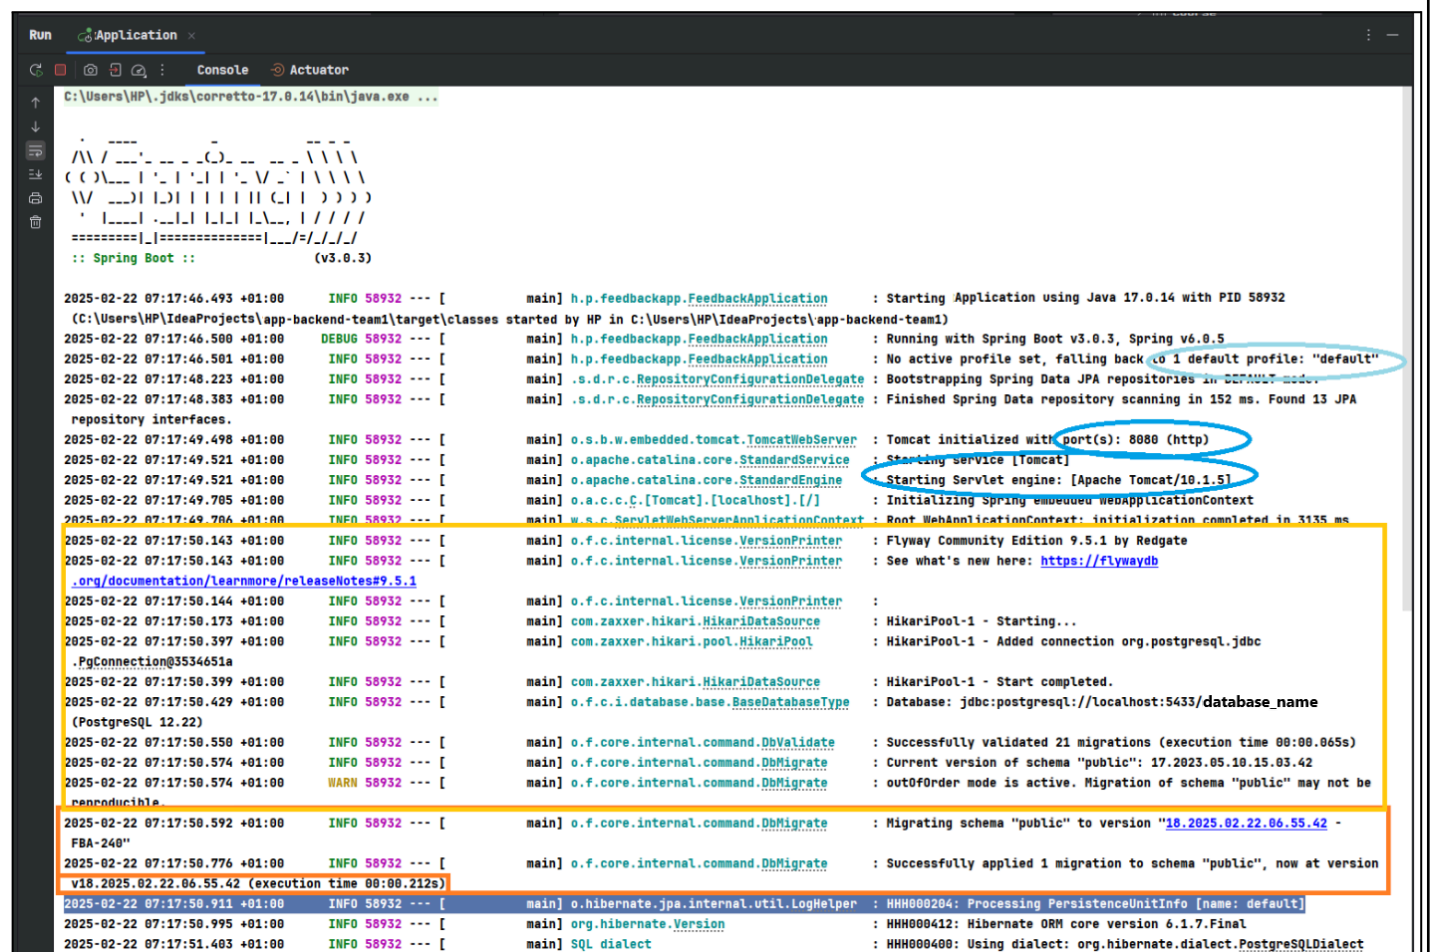 Course
Run Application ×
Console Actuator
C:\Users\HP\.jdks\corretto-17.0.14\bin\java.exe ...
:: Spring Boot :: (v3.0.3)
2025-02-22 07:17:46.493 +01:00 INFO 58932 --- [ main] h.p.feedbackapp.FeedbackApplication : Starting Application using Java 17.0.14 with PID 58932
(C:\Users\HP\IdeaProjects\app-backend-team1\target\classes started by HP in C:\Users\HP\IdeaProjects\app-backend-team1)
2025-02-22 07:17:46.500 +01:00 DEBUG 58932 --- [ main] h.p.feedbackapp.FeedbackApplication : Running with Spring Boot v3.0.3, Spring v6.0.5
2025-02-22 07:17:46.501 +01:00 INFO 58932 --- [ main] h.p.feedbackapp.FeedbackApplication : No active profile set, falling back to 1 default profile: "default"
2025-02-22 07:17:48.223 +01:00 INFO 58932 --- [ main] .s.d.r.c.RepositoryConfigurationDelegate : Bootstrapping Spring Data JPA repositories in DEFAULT mode.
2025-02-22 07:17:48.383 +01:00 INFO 58932 --- [ main] .s.d.r.c.RepositoryConfigurationDelegate : Finished Spring Data repository scanning in 152 ms. Found 13 JPA
repository interfaces.
2025-02-22 07:17:49.498 +01:00 INFO 58932 --- [ main] o.s.b.w.embedded.tomcat.TomcatWebServer : Tomcat initialized with port(s): 8080 (http)
2025-02-22 07:17:49.521 +01:00 INFO 58932 --- [ main] o.apache.catalina.core.StandardService : Starting service [Tomcat]
2025-02-22 07:17:49.521 +01:00 INFO 58932 --- [ main] o.apache.catalina.core.StandardEngine : Starting Servlet engine: [Apache Tomcat/10.1.5]
2025-02-22 07:17:49.705 +01:00 INFO 58932 --- [ main] o.a.c.c.C.[Tomcat].[localhost].[/] : Initializing Spring embedded WebApplicationContext
2025-02-22 07:17:49.706 +01:00 INFO 58932 --- [ main] w.s.c.ServletWebServerApplicationContext : Root WebApplicationContext: initialization completed in 3135 ms
2025-02-22 07:17:50.143 +01:00 INFO 58932 --- [ main] o.f.c.internal.license.VersionPrinter : Flyway Community Edition 9.5.1 by Redgate
2025-02-22 07:17:50.143 +01:00 INFO 58932 --- [ main] o.f.c.internal.license.VersionPrinter : See what's new here: https://flywaydb
.org/documentation/learnmore/releaseNotes#9.5.1
2025-02-22 07:17:50.144 +01:00 INFO 58932 --- [ main] o.f.c.internal.license.VersionPrinter :
2025-02-22 07:17:50.173 +01:00 INFO 58932 --- [ main] com.zaxxer.hikari.HikariDataSource : HikariPool-1 - Starting...
2025-02-22 07:17:50.397 +01:00 INFO 58932 --- [ main] com.zaxxer.hikari.pool.HikariPool : HikariPool-1 - Added connection org.postgresql.jdbc
.PgConnection@3534651a
2025-02-22 07:17:50.399 +01:00 INFO 58932 --- [ main] com.zaxxer.hikari.HikariDataSource : HikariPool-1 - Start completed.
2025-02-22 07:17:50.429 +01:00 INFO 58932 --- [ main] o.f.c.i.database.base.BaseDatabaseType : Database: jdbc:postgresql://localhost:5433/database_name
(PostgreSQL 12.22)
2025-02-22 07:17:50.550 +01:00 INFO 58932 --- [ main] o.f.core.internal.command.DbValidate : Successfully validated 21 migrations (execution time 00:00.065s)
2025-02-22 07:17:50.574 +01:00 INFO 58932 --- [ main] o.f.core.internal.command.DbMigrate : Current version of schema "public": 17.2023.05.10.15.03.42
2025-02-22 07:17:50.574 +01:00 WARN 58932 --- [ main] o.f.core.internal.command.DbMigrate : outOfOrder mode is active. Migration of schema "public" may not be
reproducible.
2025-02-22 07:17:50.592 +01:00 INFO 58932 --- [ main] o.f.core.internal.command.DbMigrate : Migrating schema "public" to version "18.2025.02.22.06.55.42 -
FBA-240"
2025-02-22 07:17:50.776 +01:00 INFO 58932 --- [ main] o.f.core.internal.command.DbMigrate : Successfully applied 1 migration to schema "public", now at version
v18.2025.02.22.06.55.42 (execution time 00:00.212s)
2025-02-22 07:17:50.911 +01:00 INFO 58932 --- [ main] o.hibernate.jpa.internal.util.LogHelper : HHH000204: Processing PersistenceUnitInfo [name: default]
2025-02-22 07:17:50.995 +01:00 INFO 58932 --- [ main] org.hibernate.Version : HHH000412: Hibernate ORM core version 6.1.7.Final
2025-02-22 07:17:51.403 +01:00 INFO 58932 --- [ main] SQL dialect : HHH000400: Using dialect: org.hibernate.dialect.PostgreSQLDialect